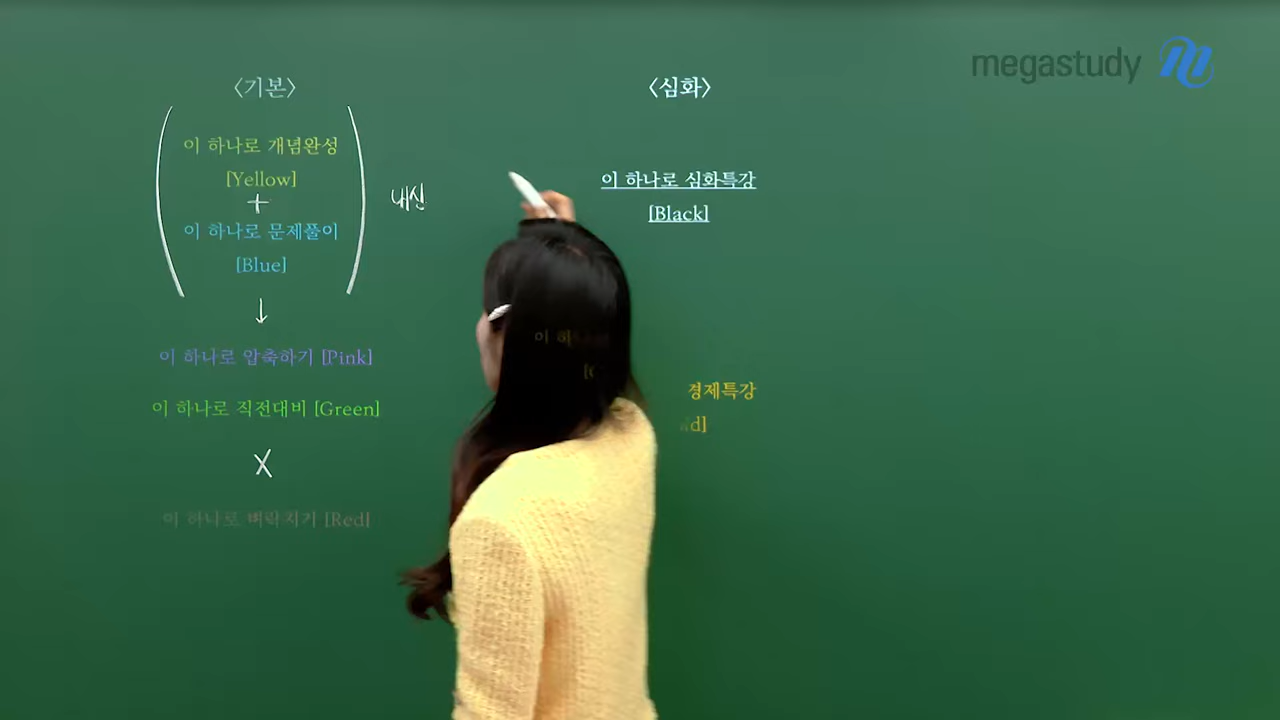 megastudy
〈기본〉
이 하나로 개념완성
[Yellow]
+
이 하나로 문제풀이
[Blue]
↓
이 하나로 압축하기 [Pink]
이 하나로 직전대비 [Green]
X
이 하나로 벼락치기 [Red]
내신
〈심화〉
이 하나로 심화특강
[Black]
이
경제특강